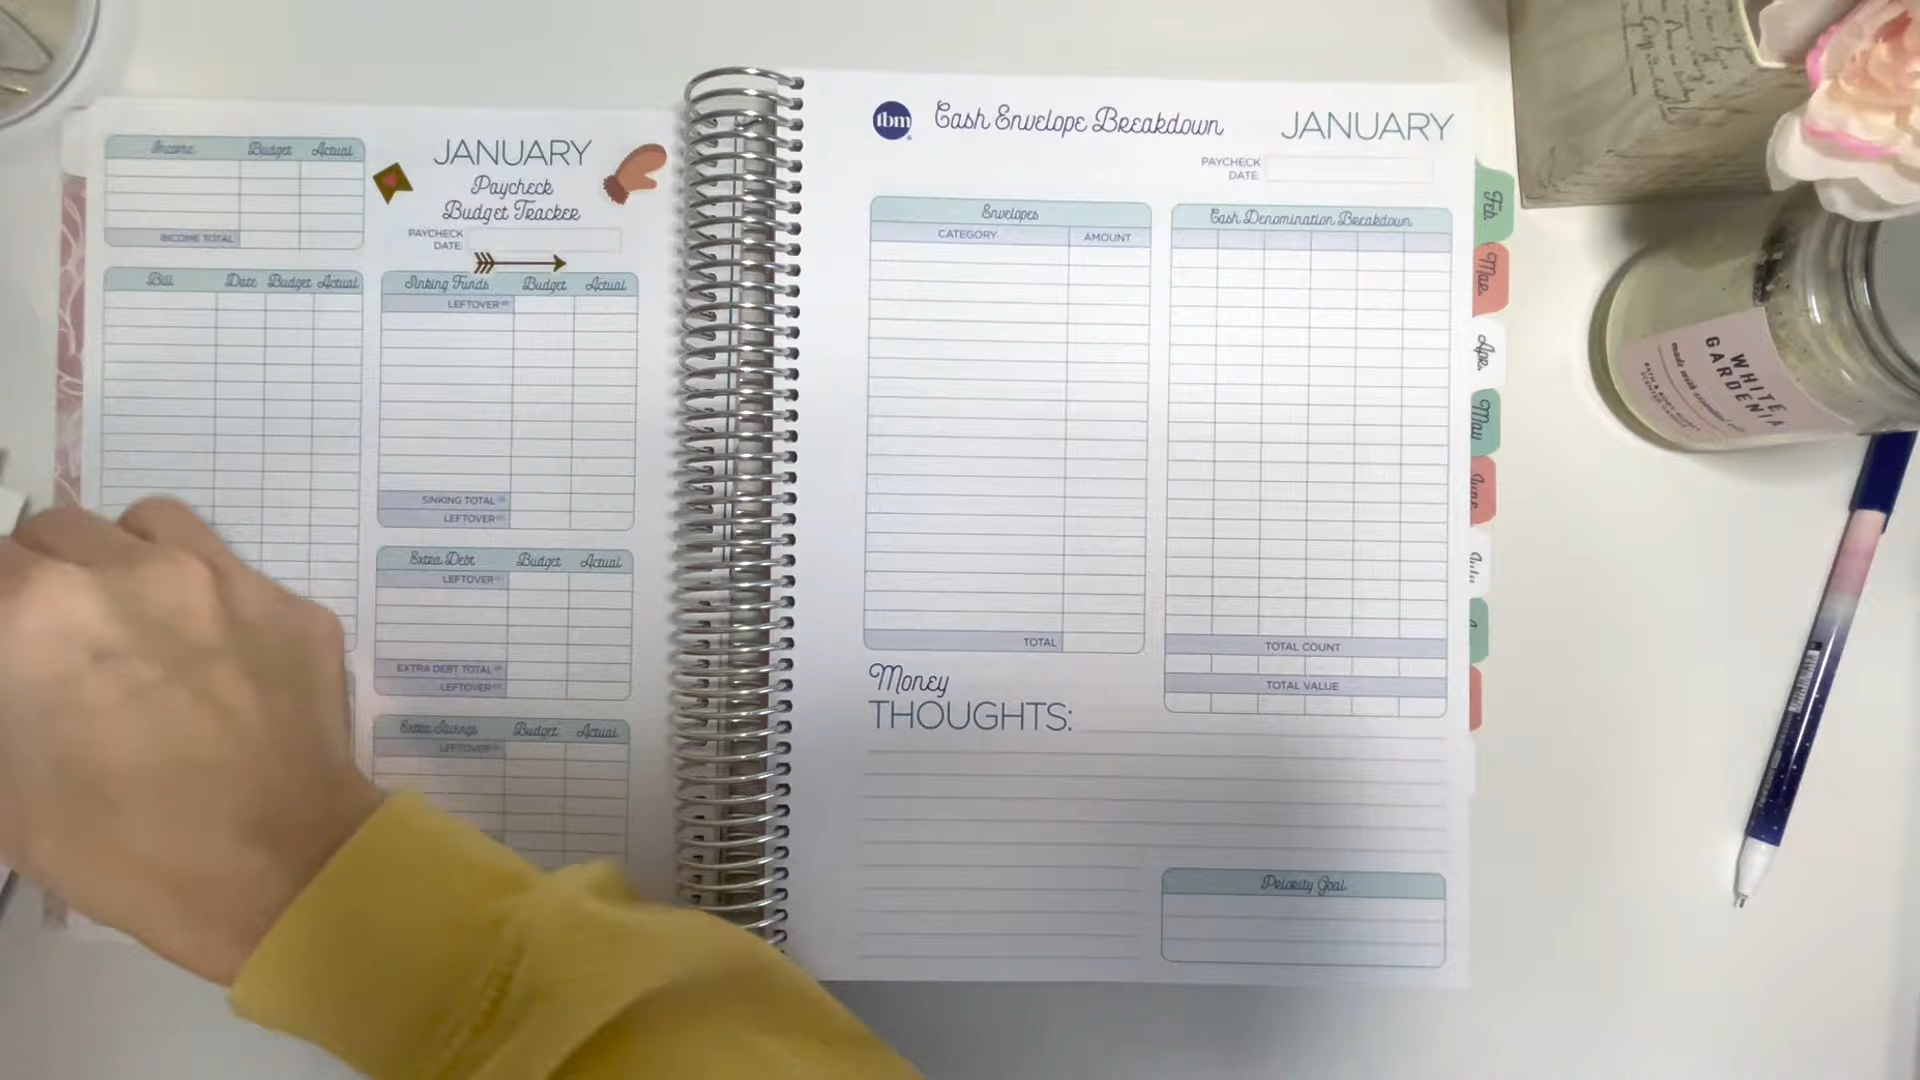 Income Budget Actual
INCOME TOTAL
JANUARY
Paycheck
Budget Tracker
PAYCHECK
DATE:
Bill Date Budget Actual
Sinking Funds Budget Actual
LEFTOVER
SINKING TOTAL
LEFTOVER
Extra Debt Budget Actual
LEFTOVER
EXTRA DEBT TOTAL
LEFTOVER
Extra Savings Budget Actual
LEFTOVER
tbm Cash Envelope Breakdown JANUARY
PAYCHECK
DATE:
Envelopes
CATEGORY AMOUNT
TOTAL
Cash Denomination Breakdown
TOTAL COUNT
TOTAL VALUE
Money
THOUGHTS:
Priority Goal
Feb.
Mar.
Apr.
May
June
WHITE
GARDENIA